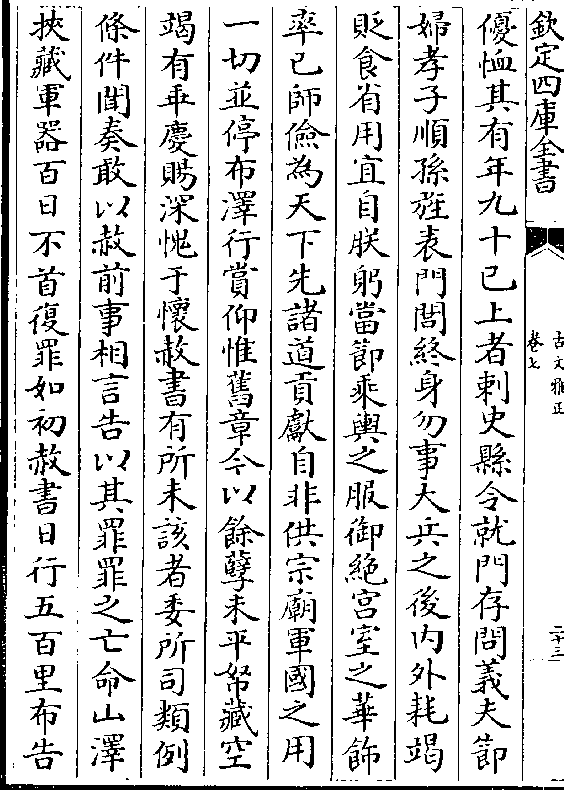 欽定四庫全書
古文雅正
卷七
二十三
優恤其有年九十已上者刺史縣令就門存問義夫節
婦孝子順孫旌表門閭終身勿事大兵之後内外耗竭
貶食省用宜自朕躬當節乘輿之服御絶宫室之華飾
率已師儉為天下先諸道貢獻自非供宗廟軍國之用
一切並停布澤行賞仰惟舊章今以餘孽未平帑藏空
竭有乖慶賜深愧于懷赦書有所未該者委所司類例
條件聞奏敢以赦前事相言告以其罪罪之亡命山澤
挾藏軍器百日不首復罪如初赦書日行五百里布告